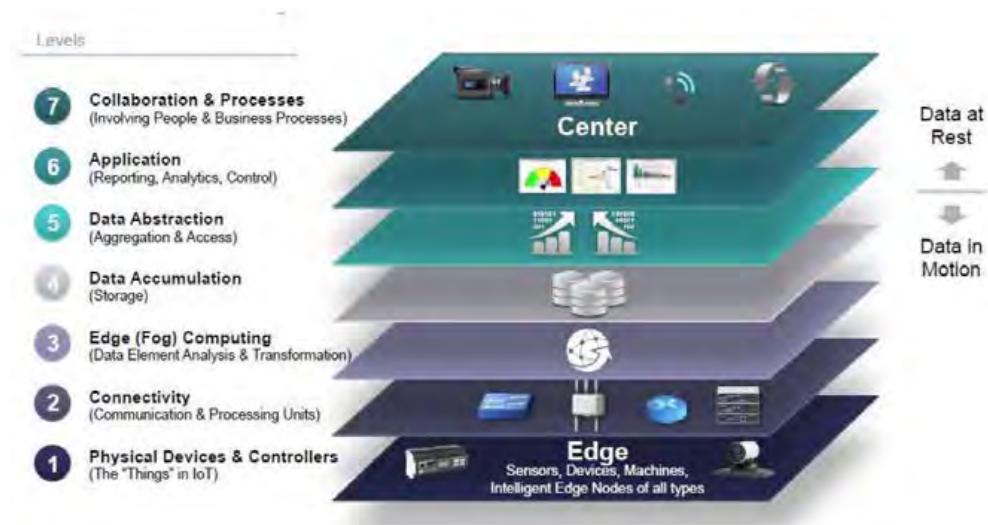 Levels
7
Collaboration & Processes
(Involving People & Business Processes)
6
Application
(Reporting, Analytics, Control)
5
Data Abstraction
(Aggregation & Access)
4
Data Accumulation
(Storage)
3
Edge (Fog) Computing
(Data Element Analysis & Transformation)
2
Connectivity
(Communication & Processing Units)
1
Physical Devices & Controllers
(The "Things" in IoT)
Center
Edge
Sensors, Devices, Machines,
Intelligent Edge Nodes of all types
Data at
Rest
Data in
Motion